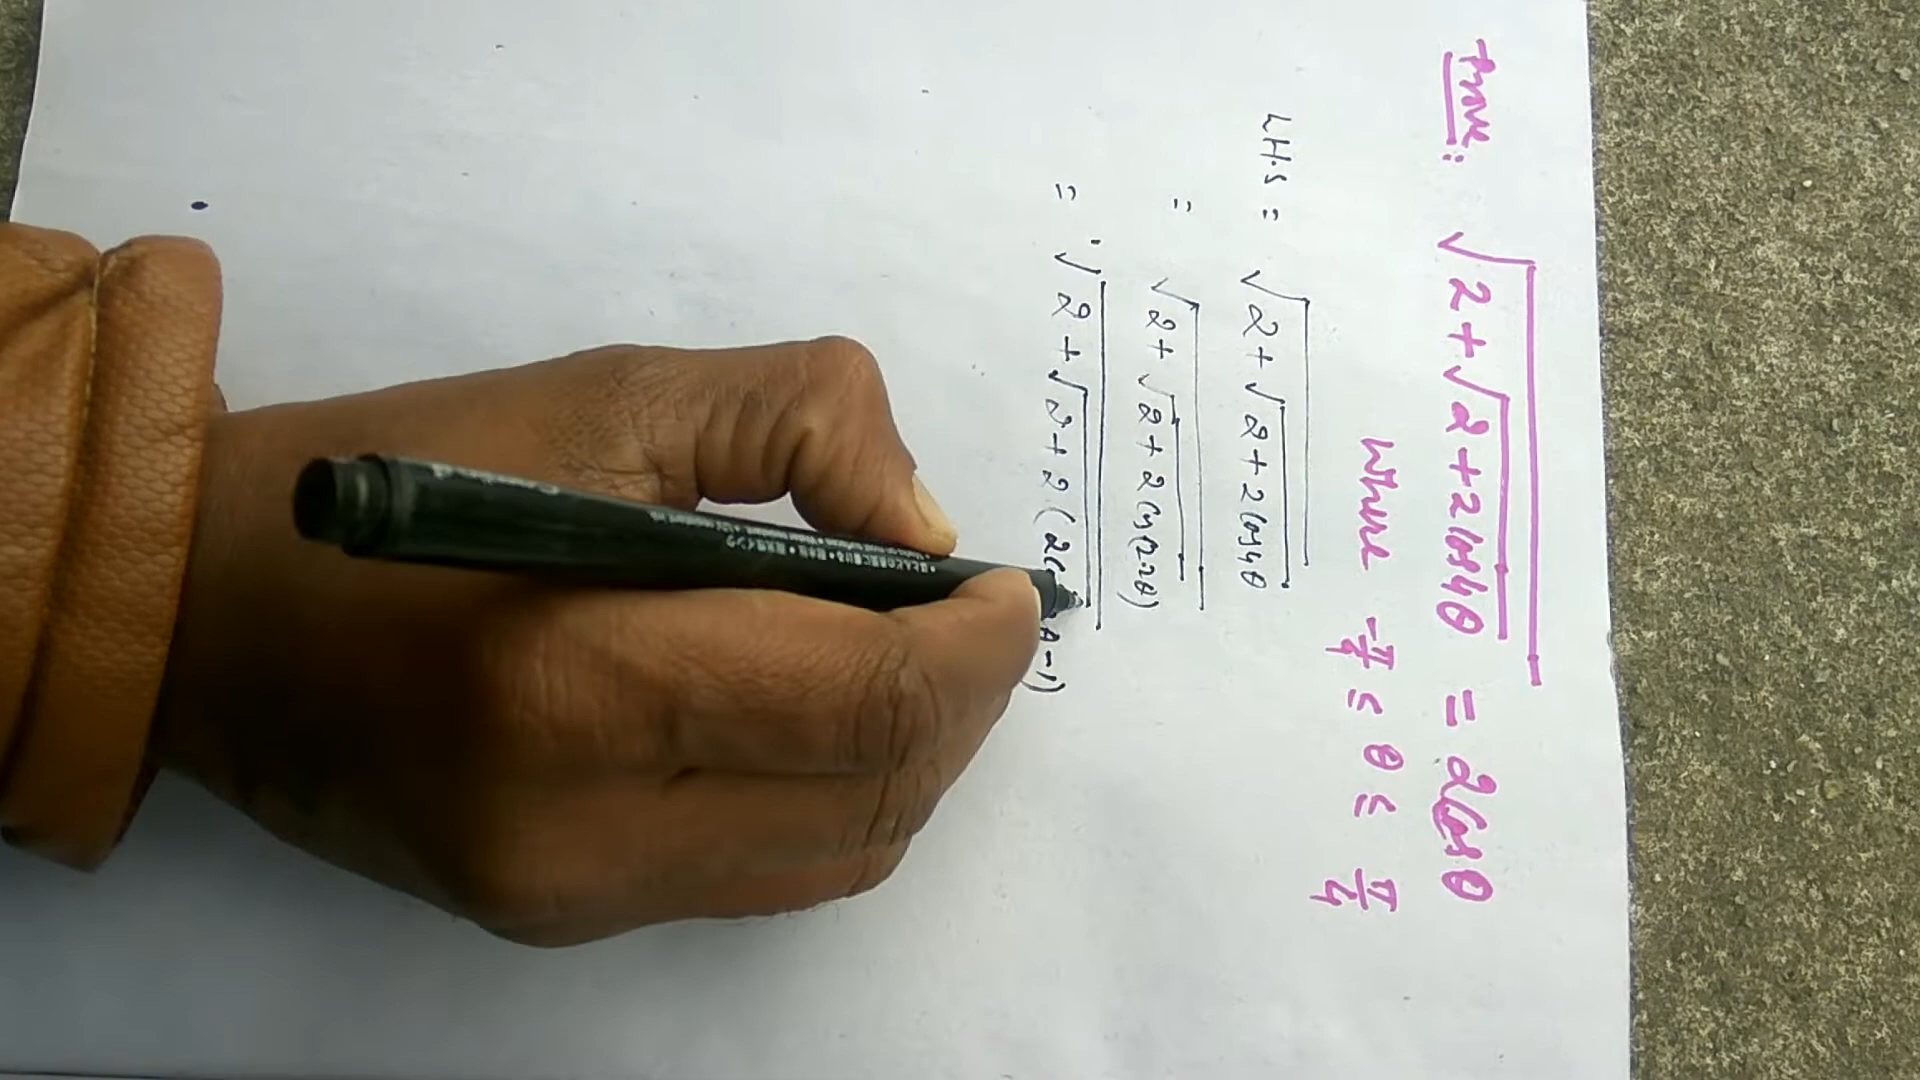 Prove: √2+√2+2Cos4θ = 2Cosθ
Where -π/4 ≤ θ ≤ π/4
L.H.S = √2+√2+2Cos4θ
= √2+√2+2Cos(2.2θ)
= √2+√2+2(2C θ-1)